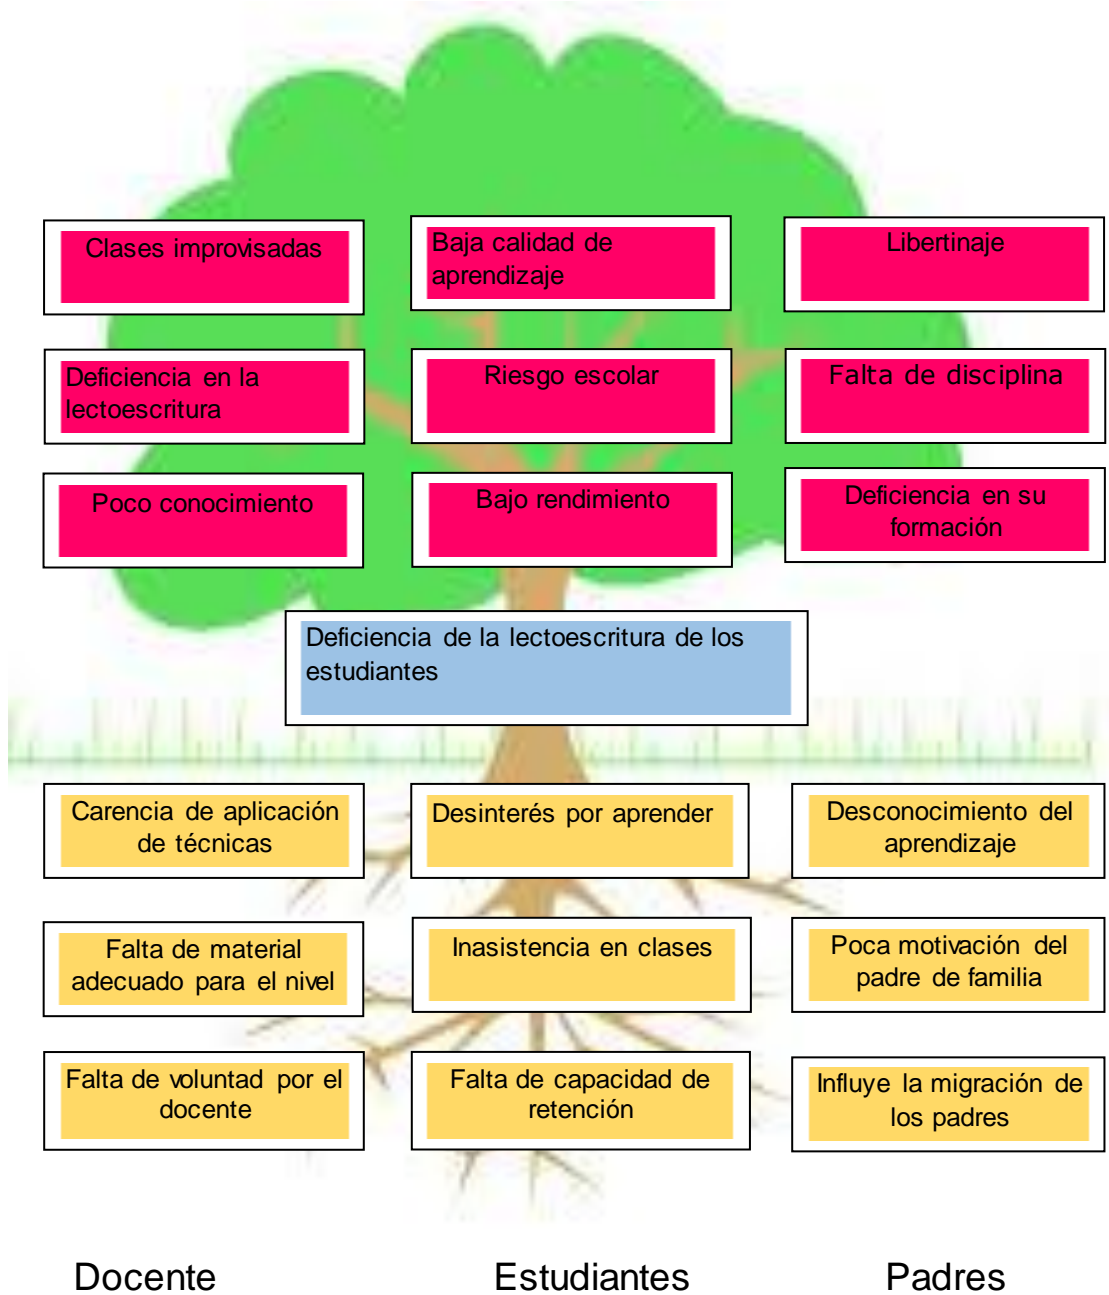 Clases improvisadas
Baja calidad de
aprendizaje
Libertinaje
Deficiencia en la
lectoescritura
Riesgo escolar
Falta de disciplina
Poco conocimiento
Bajo rendimiento
Deficiencia en su
formación
Deficiencia de la lectoescritura de los
estudiantes
Carencia de aplicación
de técnicas
Desinterés por aprender
Desconocimiento del
aprendizaje
Falta de material
adecuado para el nivel
Inasistencia en clases
Poca motivación del
padre de familia
Falta de voluntad por el
docente
Falta de capacidad de
retención
Influye la migración de
los padres
Docente
Estudiantes
Padres